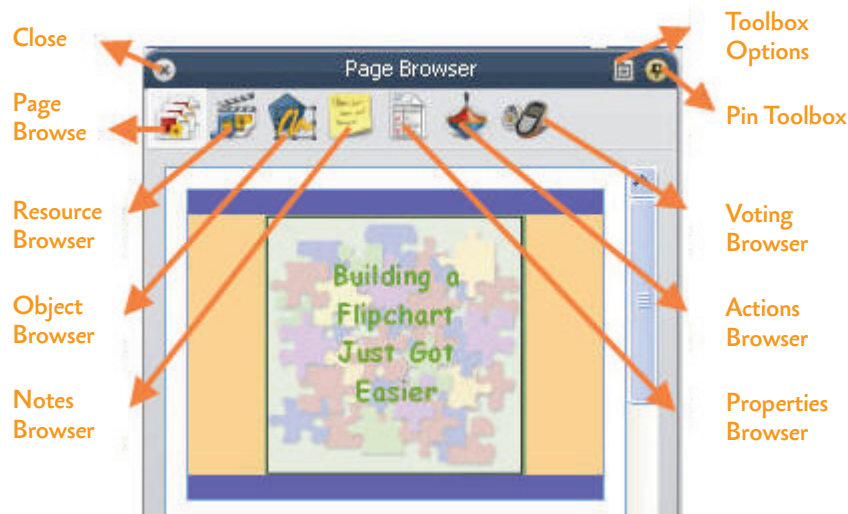 Close
Toolbox
Options
Page Browser
Page
Browse
Pin Toolbox
Resource
Browser
Voting
Browser
Building a
Flipchart
Just Got
Easier
Object
Browser
Actions
Browser
Notes
Browser
Properties
Browser